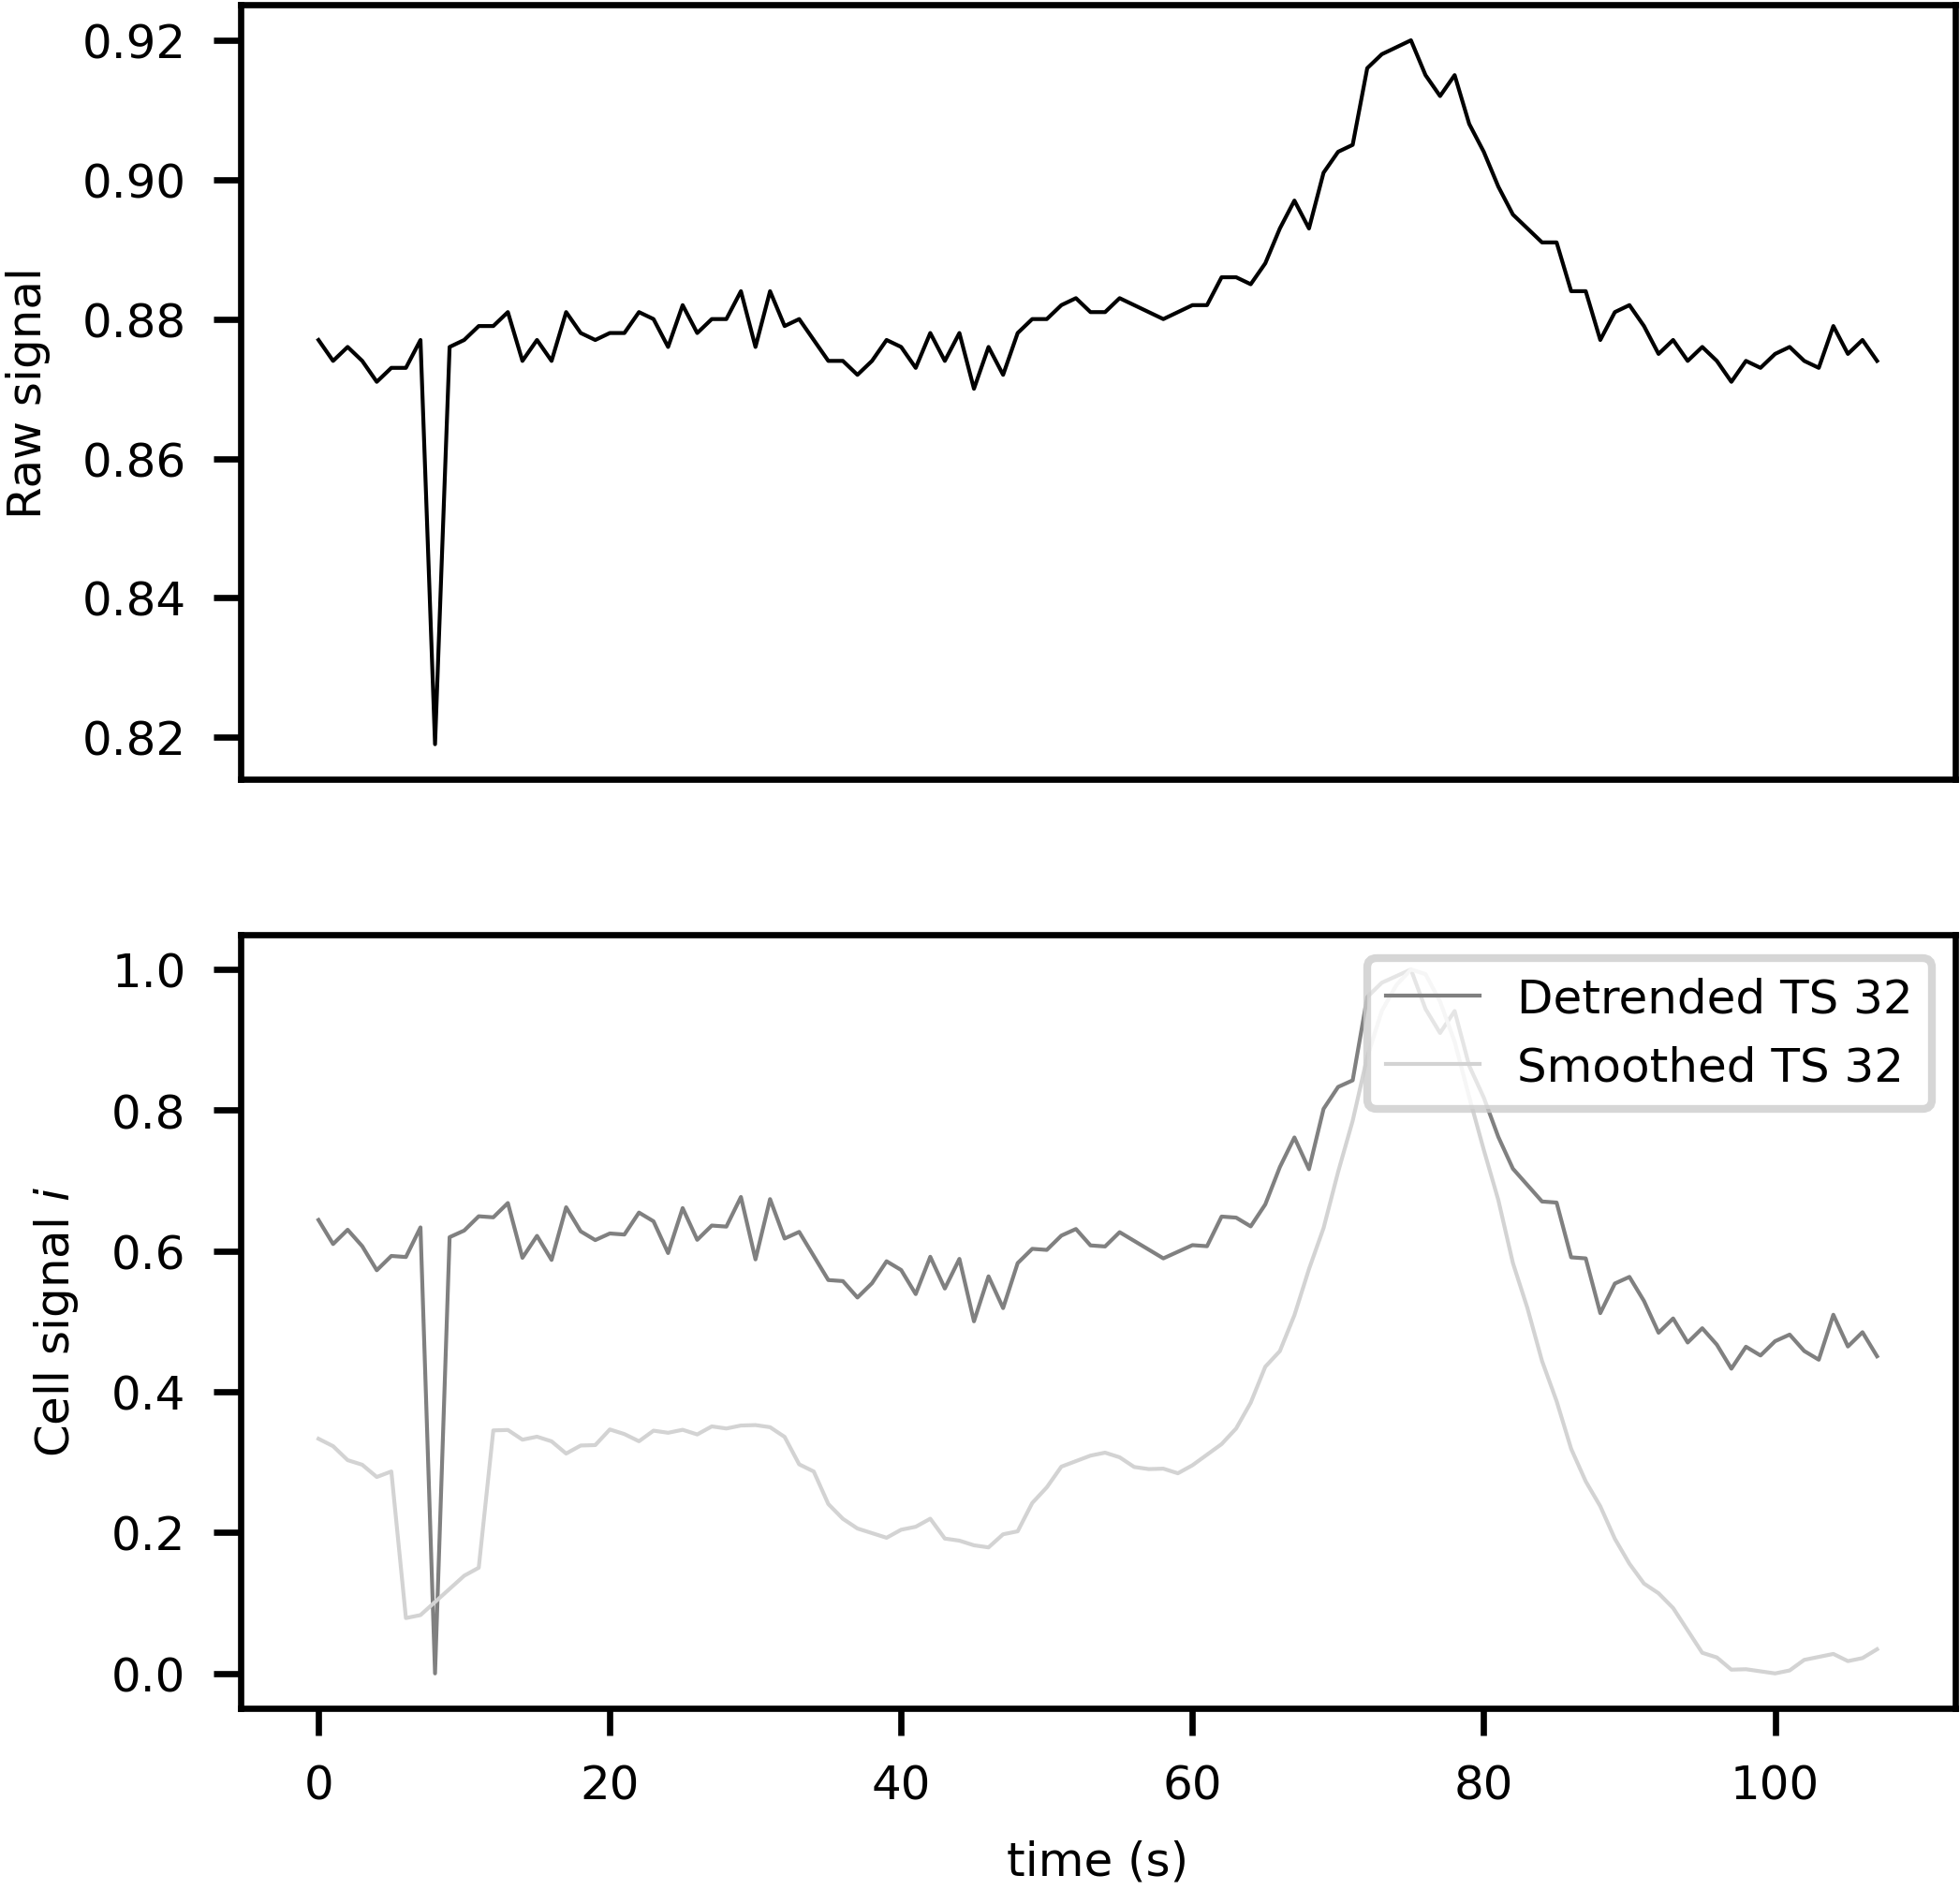 Raw signal
0.92
0.90
0.88
0.86
0.84
0.82
Cell signal i
1.0
0.8
0.6
0.4
0.2
0.0
Detrended TS 32
Smoothed TS 32
0 20 40 60 80 100
time (s)